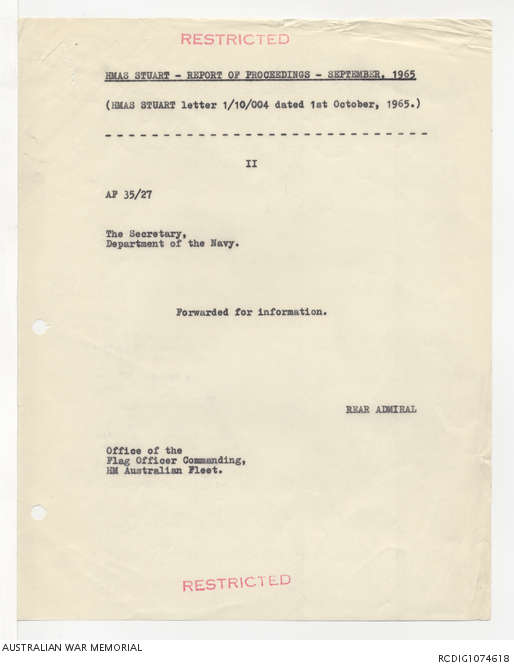 RESTRICTED
HMAS STUART - REPORT OF PROCEEDINGS - SEPTEMBER, 1965
(HMAS STUART letter 1/10/004 dated 1st October, 1965.)
- - - - - - - - - - - - - - - - - - - - - - - - - - - - -
II
AF 35/27
The Secretary,
Department of the Navy.
Forwarded for information.
REAR ADMIRAL
Office of the
Flag Officer Commanding,
HM Australian Fleet.
RESTRICTED
AUSTRALIAN WAR MEMORIAL
RCDIG1074618